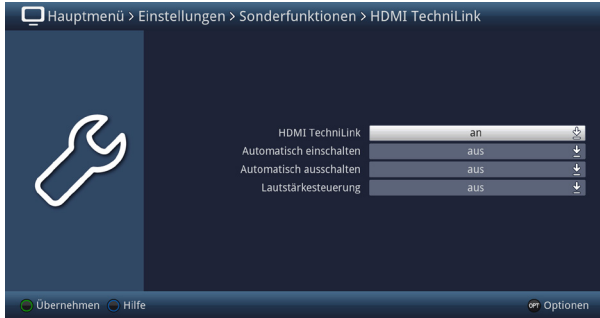 Hauptmenü > Einstellungen > Sonderfunktionen > HDMI TechniLink
HDMI TechniLink an
Automatisch einschalten aus
Automatisch ausschalten aus
Lautstärkesteuerung aus
Übernehmen Hilfe OPT Optionen